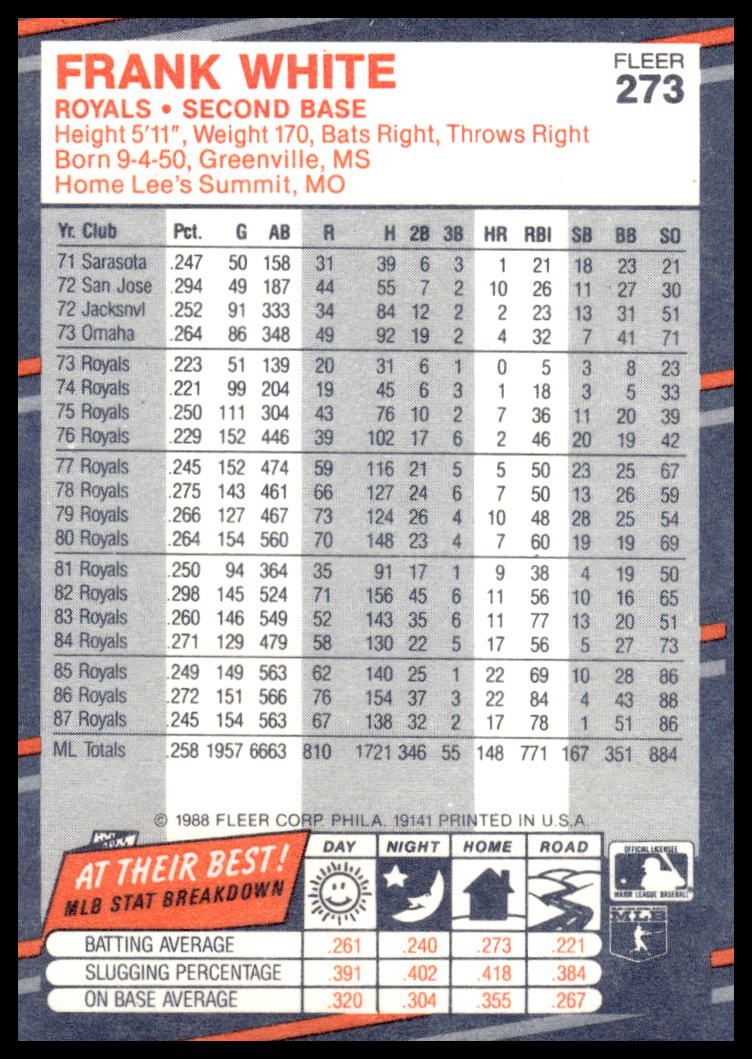 FRANK WHITE
FLEER
273
ROYALS • SECOND BASE
Height 5'11", Weight 170, Bats Right, Throws Right
Born 9-4-50, Greenville, MS
Home Lee's Summit, MO
Yr. Club Pct. G AB R H 2B 3B HR RBI SB BB SO
71 Sarasota .247 50 158 31 39 6 3 1 21 18 23 21
72 San Jose .294 49 187 44 55 7 2 10 26 11 27 30
72 Jacksnvl .252 91 333 34 84 12 2 2 23 13 31 51
73 Omaha .264 86 348 49 92 19 2 4 32 7 41 71
73 Royals .223 51 139 20 31 6 1 0 5 3 8 23
74 Royals .221 99 204 19 45 6 3 1 18 3 5 33
75 Royals .250 111 304 43 76 10 2 7 36 11 20 39
76 Royals .229 152 446 39 102 17 6 2 46 20 19 42
77 Royals .245 152 474 59 116 21 5 5 50 23 25 67
78 Royals .275 143 461 66 127 24 6 7 50 13 26 59
79 Royals .266 127 467 73 124 26 4 10 48 28 25 54
80 Royals .264 154 560 70 148 23 4 7 60 19 19 69
81 Royals .250 94 364 35 91 17 1 9 38 4 19 50
82 Royals .298 145 524 71 156 45 6 11 56 10 16 65
83 Royals .260 146 549 52 143 35 6 11 77 13 20 51
84 Royals .271 129 479 58 130 22 5 17 56 5 27 73
85 Royals .249 149 563 62 140 25 1 22 69 10 28 86
86 Royals .272 151 566 76 154 37 3 22 84 4 43 88
87 Royals .245 154 563 67 138 32 2 17 78 1 51 86
ML Totals .258 1957 6663 810 1721 346 55 148 771 167 351 884
© 1988 FLEER CORP. PHILA. 19141 PRINTED IN U.S.A.
AT THEIR BEST!
MLB STAT BREAKDOWN
DAY NIGHT HOME ROAD
OFFICIAL LICENSEE
MAJOR LEAGUE BASEBALL
MLB
BATTING AVERAGE .261 .240 .273 .221
SLUGGING PERCENTAGE .391 .402 .418 .384
ON BASE AVERAGE .320 .304 .355 .267